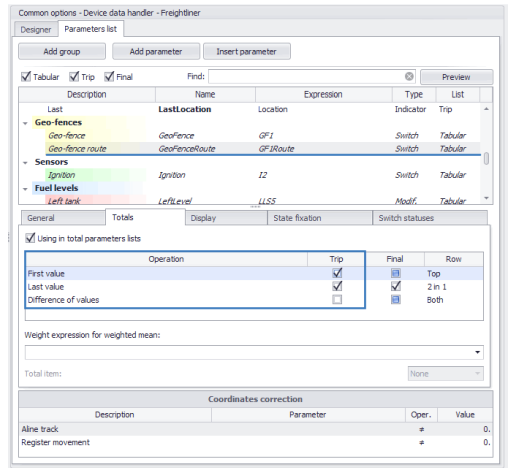 Common options - Device data handler - Freightliner
Designer Parameters list
Add group Add parameter Insert parameter
Tabular Trip Final Find: Preview
Description Name Expression Type List
Last LastLocation Location Indicator Trip
Geo-fences
Geo-fence GeoFence GF1 Switch Tabular
Geo-fence route GeoFenceRoute GF1Route Switch Tabular
Sensors
Ignition Ignition I2 Switch Tabular
Fuel levels
Left tank LeftLevel LLS5 Modif. Tabular
General Totals Display State fixation Switch statuses
Using in total parameters lists
Operation Trip Final Row
First value Top
Last value 2 in 1
Difference of values Both
Weight expression for weighted mean:
Total item: None
Coordinates correction
Description Parameter Oper. Value
Aline track ≠ 0.
Register movement ≠ 0.